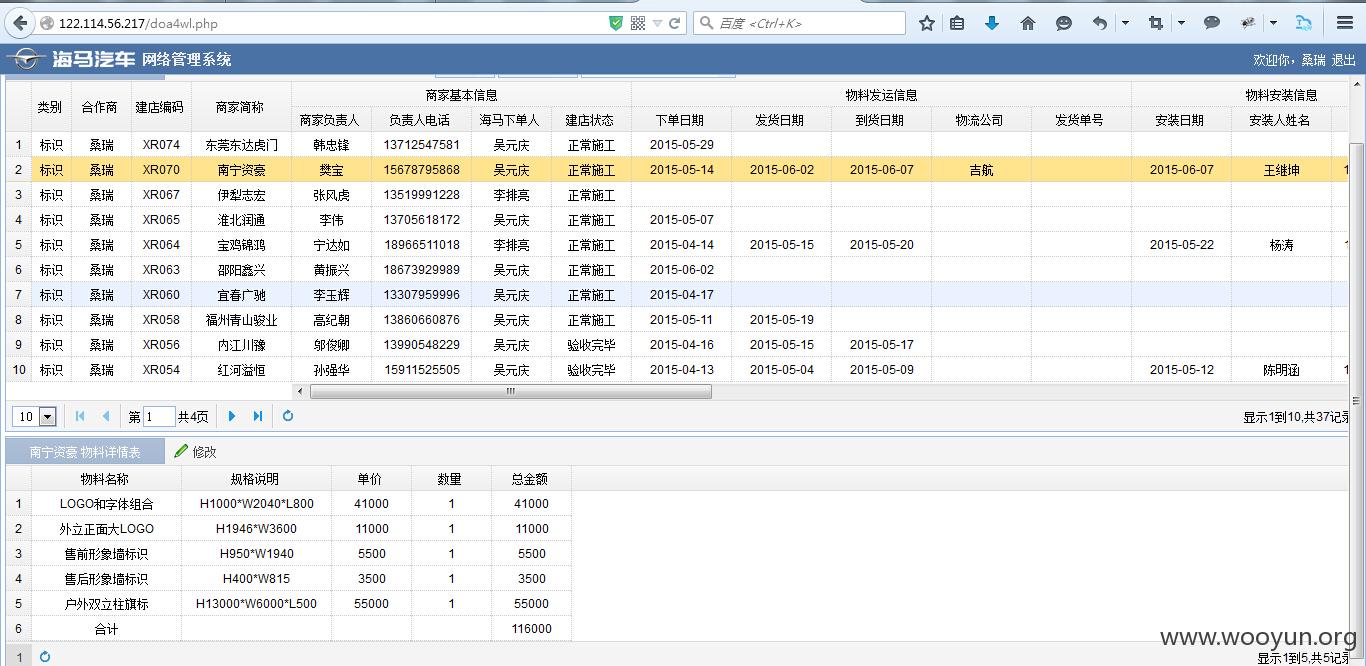 122.114.56.217/doa4wl.php 百度 <Ctrl+K>
海马汽车 网络管理系统 欢迎你，桑瑞 退出
类别 合作商 建店编码 商家简称 商家基本信息 物料发运信息 物料安装信息
商家负责人 负责人电话 海马下单人 建店状态 下单日期 发货日期 到货日期 物流公司 发货单号 安装日期 安装人姓名
1 标识 桑瑞 XR074 东莞东达虎门 韩忠锋 13712547581 吴元庆 正常施工 2015-05-29
2 标识 桑瑞 XR070 南宁资豪 樊宝 15678795868 吴元庆 正常施工 2015-05-14 2015-06-02 2015-06-07 吉航 2015-06-07 王继坤 1
3 标识 桑瑞 XR067 伊犁志宏 张风虎 13519991228 李排亮 正常施工
4 标识 桑瑞 XR065 淮北润通 李伟 13705618172 吴元庆 正常施工 2015-05-07
5 标识 桑瑞 XR064 宝鸡锦鸿 宁达如 18966511018 李排亮 正常施工 2015-04-14 2015-05-15 2015-05-20 2015-05-22 杨涛 1
6 标识 桑瑞 XR063 邵阳鑫兴 黄振兴 18673929989 吴元庆 正常施工 2015-06-02
7 标识 桑瑞 XR060 宜春广驰 李玉辉 13307959996 吴元庆 正常施工 2015-04-17
8 标识 桑瑞 XR058 福州青山骏业 高纪朝 13860660876 吴元庆 正常施工 2015-05-11 2015-05-19
9 标识 桑瑞 XR056 内江川豫 邬俊卿 13990548229 吴元庆 验收完毕 2015-04-16 2015-05-15 2015-05-17
10 标识 桑瑞 XR054 红河溢恒 孙强华 15911525505 吴元庆 验收完毕 2015-04-13 2015-05-04 2015-05-09 2015-05-12 陈明涵 1
10 第 1 共4页 显示1到10,共37记录
南宁资豪 物料详情表 修改
物料名称 规格说明 单价 数量 总金额
1 LOGO和字体组合 H1000*W2040*L800 41000 1 41000
2 外立正面大LOGO H1946*W3600 11000 1 11000
3 售前形象墙标识 H950*W1940 5500 1 5500
4 售后形象墙标识 H400*W815 3500 1 3500
5 户外双立柱旗标 H13000*W6000*L500 55000 1 55000
6 合计 116000
www.wooyun.org
1 显示1到5,共5记录